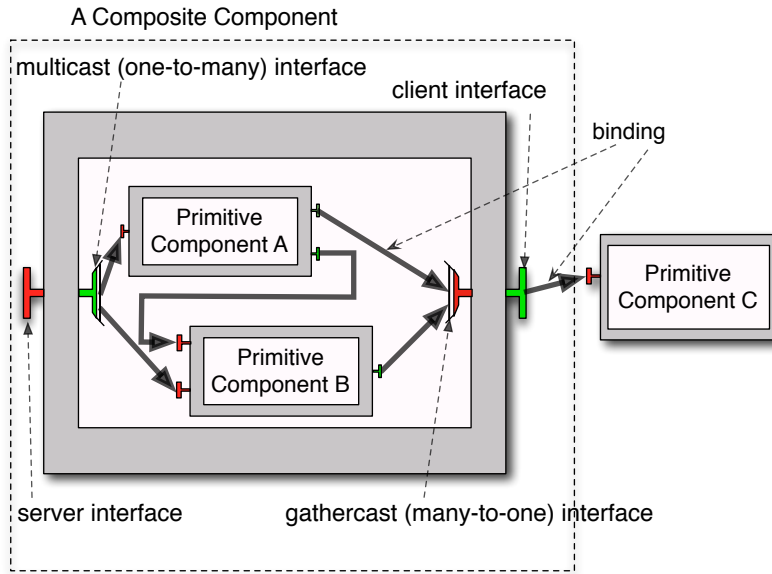 A Composite Component
multicast (one-to-many) interface
client interface
binding
Primitive
Component A
Primitive
Component C
Primitive
Component B
server interface
gathercast (many-to-one) interface